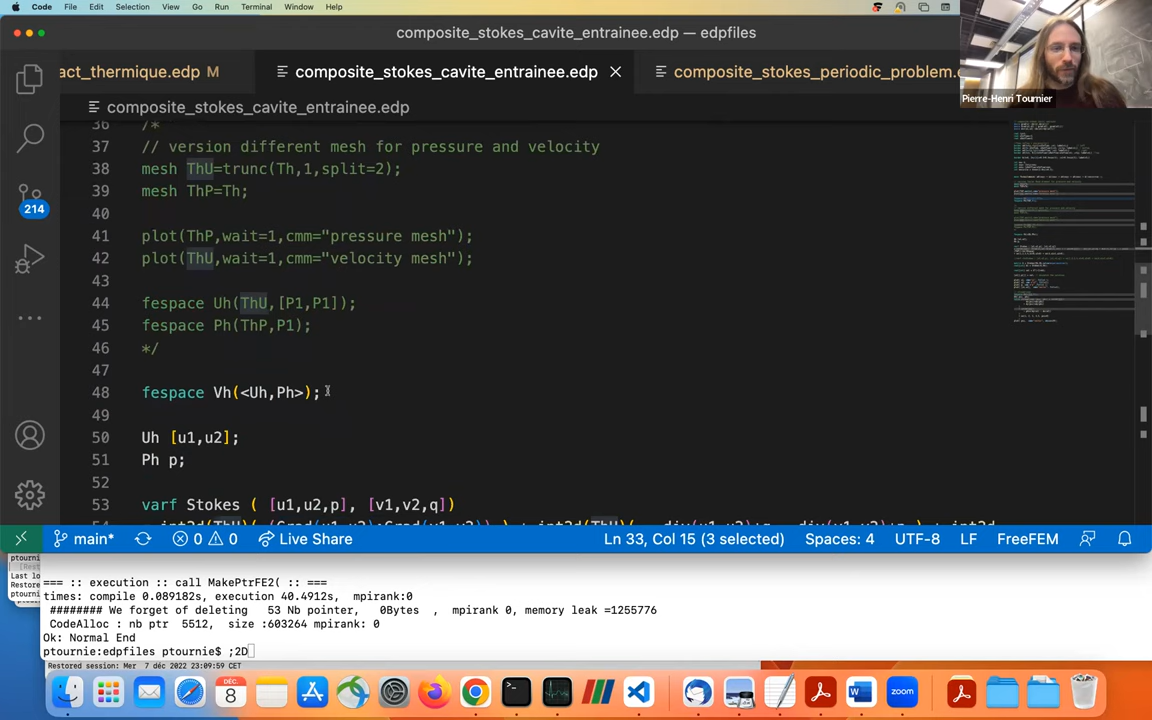 Code File Edit Selection View Go Run Terminal Window Help
composite_stokes_cavite_entrainee.edp — edpfiles
act_thermique.edp M composite_stokes_cavite_entrainee.edp composite_stokes_periodic_problem.
Pierre-Henri Tournier
composite_stokes_cavite_entrainee.edp
36 /*
37 // version different mesh for pressure and velocity
38 mesh ThU=trunc(Th,1,split=2);
39 mesh ThP=Th;
40
41 plot(ThP,wait=1,cmm="pressure mesh");
42 plot(ThU,wait=1,cmm="velocity mesh");
43
44 fespace Uh(ThU,[P1,P1]);
45 fespace Ph(ThP,P1);
46 */
47
48 fespace Vh(<Uh,Ph>);
49
50 Uh [u1,u2];
51 Ph p;
52
53 varf Stokes ( [u1,u2,p], [v1,v2,q])
214
main* 0 0 Live Share Ln 33, Col 15 (3 selected) Spaces: 4 UTF-8 LF FreeFEM
=== :: execution :: call MakePtrFE2( :: ===
times: compile 0.089182s, execution 40.4912s, mpirank:0
######## We forget of deleting 53 Nb pointer, 0Bytes , mpirank 0, memory leak =1255776
CodeAlloc : nb ptr 5512, size :603264 mpirank: 0
Ok: Normal End
ptournie:edpfiles ptournie$ ;2D
Restored session: Mer 7 déc 2022 23:09:59 CET
DÉC. 8
zoom